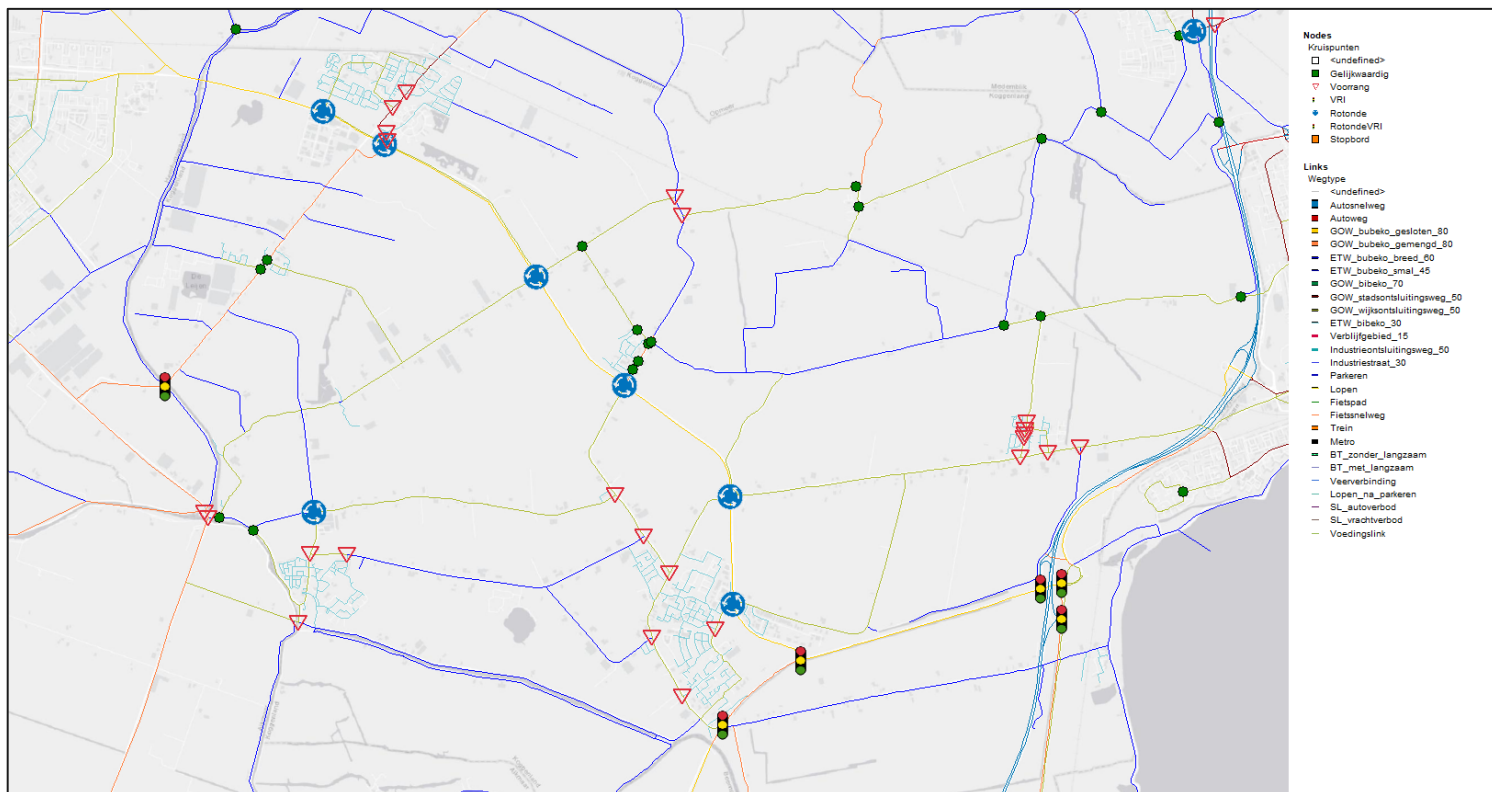 Nodes
Kruispunten
<undefined>
Gelijkwaardig
Voorrang
VRI
Rotonde
RotondeVRI
Stopbord
Links
Wegtype
<undefined>
Autosnelweg
Autoweg
GOW_bubeko_gesloten_80
GOW_bubeko_gemengd_80
ETW_bubeko_breed_60
ETW_bubeko_smal_45
GOW_bibeko_70
GOW_stadsontsluitingsweg_50
GOW_wijksontsluitingsweg_50
ETW_bibeko_30
Verblijfgebied_15
Industrieontsluitingsweg_50
Industriestraat_30
Parkeren
Lopen
Fietspad
Fietssnelweg
Trein
Metro
BT_zonder_langzaam
BT_met_langzaam
Veerverbinding
Lopen_na_parkeren
SL_autoverbod
SL_vrachtverbod
Voedingslink